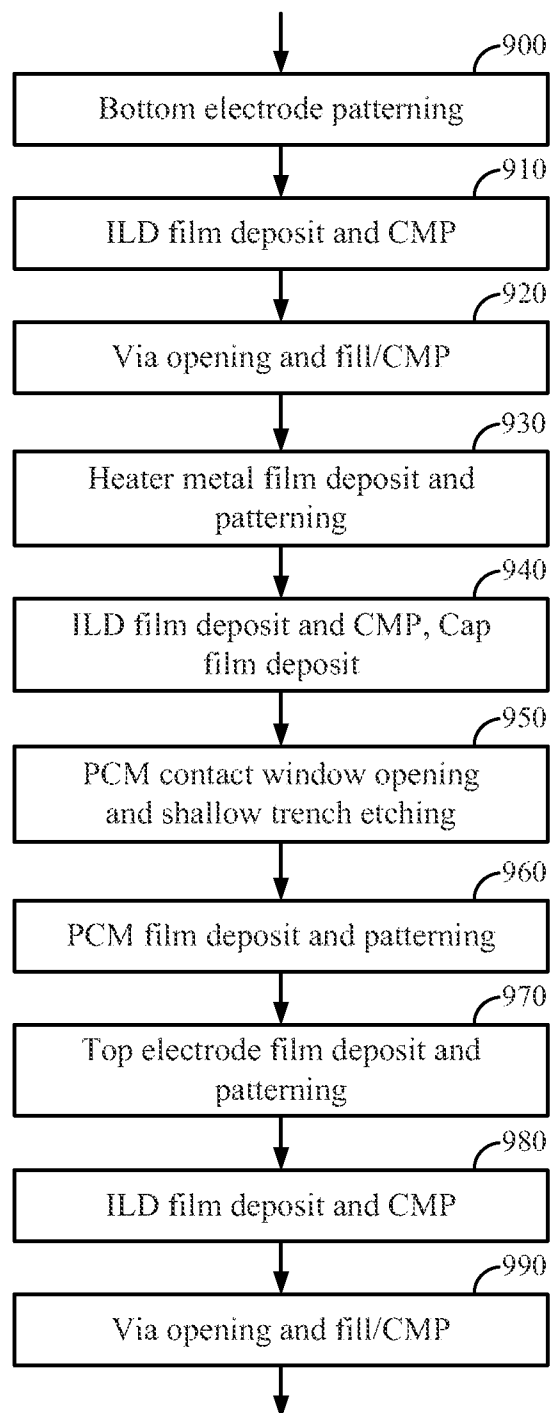 900
Bottom electrode patterning
910
ILD film deposit and CMP
920
Via opening and fill/CMP
930
Heater metal film deposit and
patterning
940
ILD film deposit and CMP, Cap
film deposit
950
PCM contact window opening
and shallow trench etching
960
PCM film deposit and patterning
970
Top electrode film deposit and
patterning
980
ILD film deposit and CMP
990
Via opening and fill/CMP